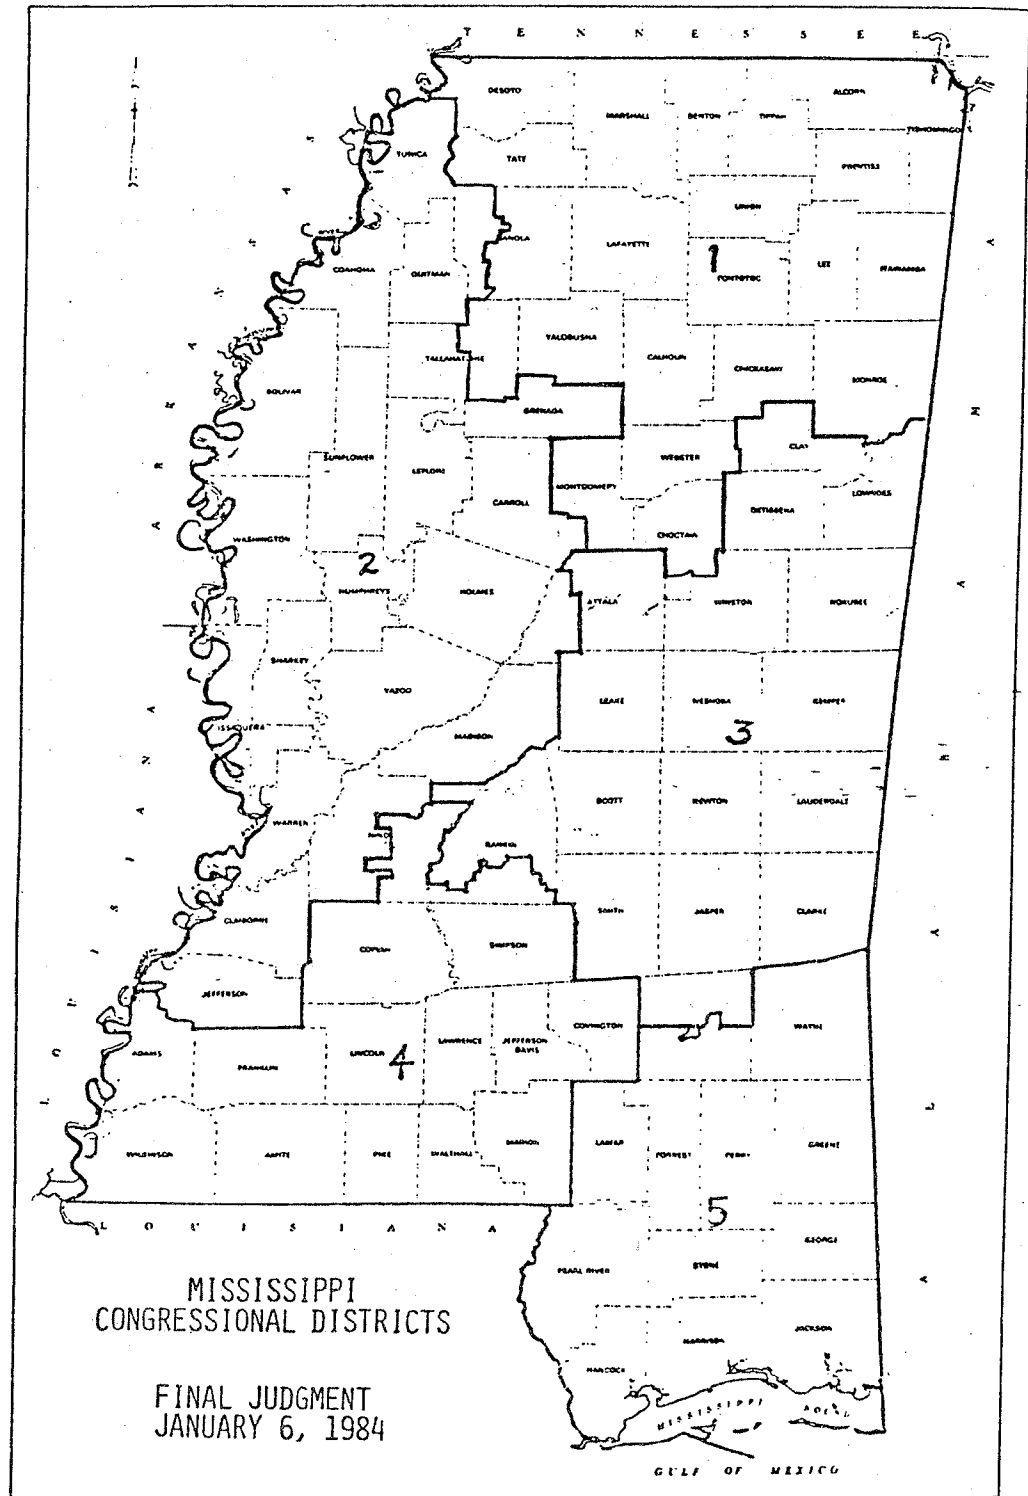 TENNESSEE
DESOTO
ALCORN
MARSHALL
BENTON
TIPPAH
TISHOMINGO
TUNICA
TATE
PRENTISS
UNION
LAFAYETTE
COAHOMA
QUITMAN
1
PONTOTOC
LEE
ITAWAMBA
YALOBUSHA
CALHOUN
CHICKASAW
MONROE
BOLIVAR
GRENADA
SUNFLOWER
LEFLORE
WEBSTER
CLAY
CARROLL
MONTGOMERY
LOWNDES
WASHINGTON
CHOCTAW
OKTIBBEHA
2
HUMPHREYS
HOLMES
ATTALA
WINSTON
NOXUBEE
SHARKEY
YAZOO
LEAKE
NESHOBA
KEMPER
MADISON
3
SCOTT
NEWTON
LAUDERDALE
WARREN
RANKIN
CLAIBORNE
SMITH
JASPER
CLARKE
COPIAH
SIMPSON
JEFFERSON
ADAMS
FRANKLIN
LINCOLN
4
LAWRENCE
JEFFERSON
DAVIS
COVINGTON
WAYNE
WILKINSON
AMITE
PIKE
WALTHALL
MARION
LAMAR
FORREST
PERRY
GREENE
5
GEORGE
PEARL RIVER
STONE
HARRISON
JACKSON
HANCOCK
ARKANSAS
LOUISIANA
ALABAMA
LOUISIANA
MISSISSIPPI SOUND
GULF OF MEXICO
MISSISSIPPI
CONGRESSIONAL DISTRICTS
FINAL JUDGMENT
JANUARY 6, 1984